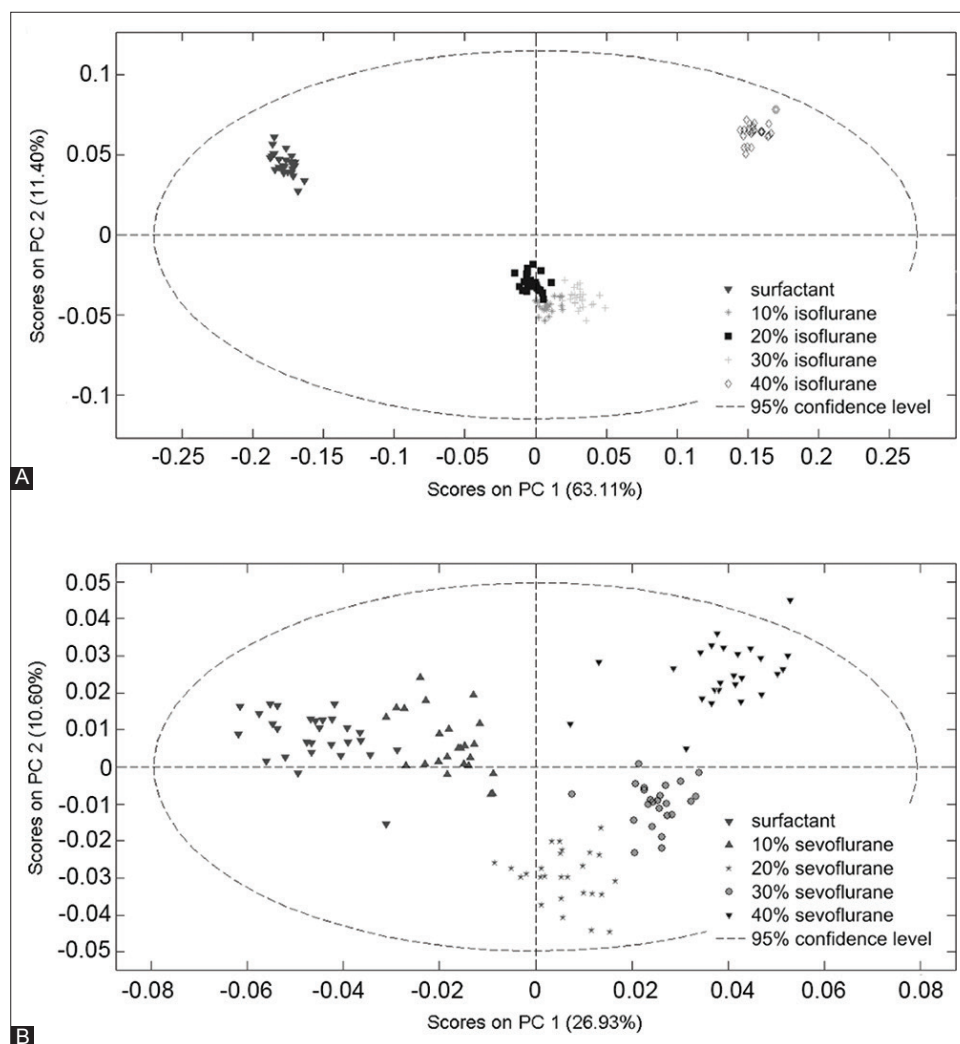 0.1
0.05
0
-0.05
-0.1
Scores on PC 2 (11.40%)
surfactant
10% isoflurane
20% isoflurane
30% isoflurane
40% isoflurane
95% confidence level
-0.25 -0.2 -0.15 -0.1 -0.05 0 0.05 0.1 0.15 0.2 0.25
Scores on PC 1 (63.11%)
A
0.05
0.04
0.03
0.02
0.01
0
-0.01
-0.02
-0.03
-0.04
-0.05
Scores on PC 2 (10.60%)
surfactant
10% sevoflurane
20% sevoflurane
30% sevoflurane
40% sevoflurane
95% confidence level
-0.08 -0.06 -0.04 -0.02 0 0.02 0.04 0.06 0.08
Scores on PC 1 (26.93%)
B